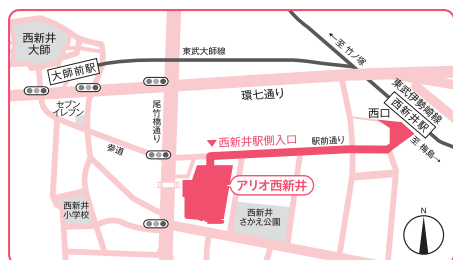 西新井
大師
大師前駅
東武大師線
←至 竹ノ塚
環七通り
東武伊勢崎線
西新井駅
西口
至 梅島→
セブン
イレブン
尾竹橋通り
参道
▼西新井駅側入口
駅前通り
アリオ西新井
西新井
小学校
西新井
さかえ公園
N